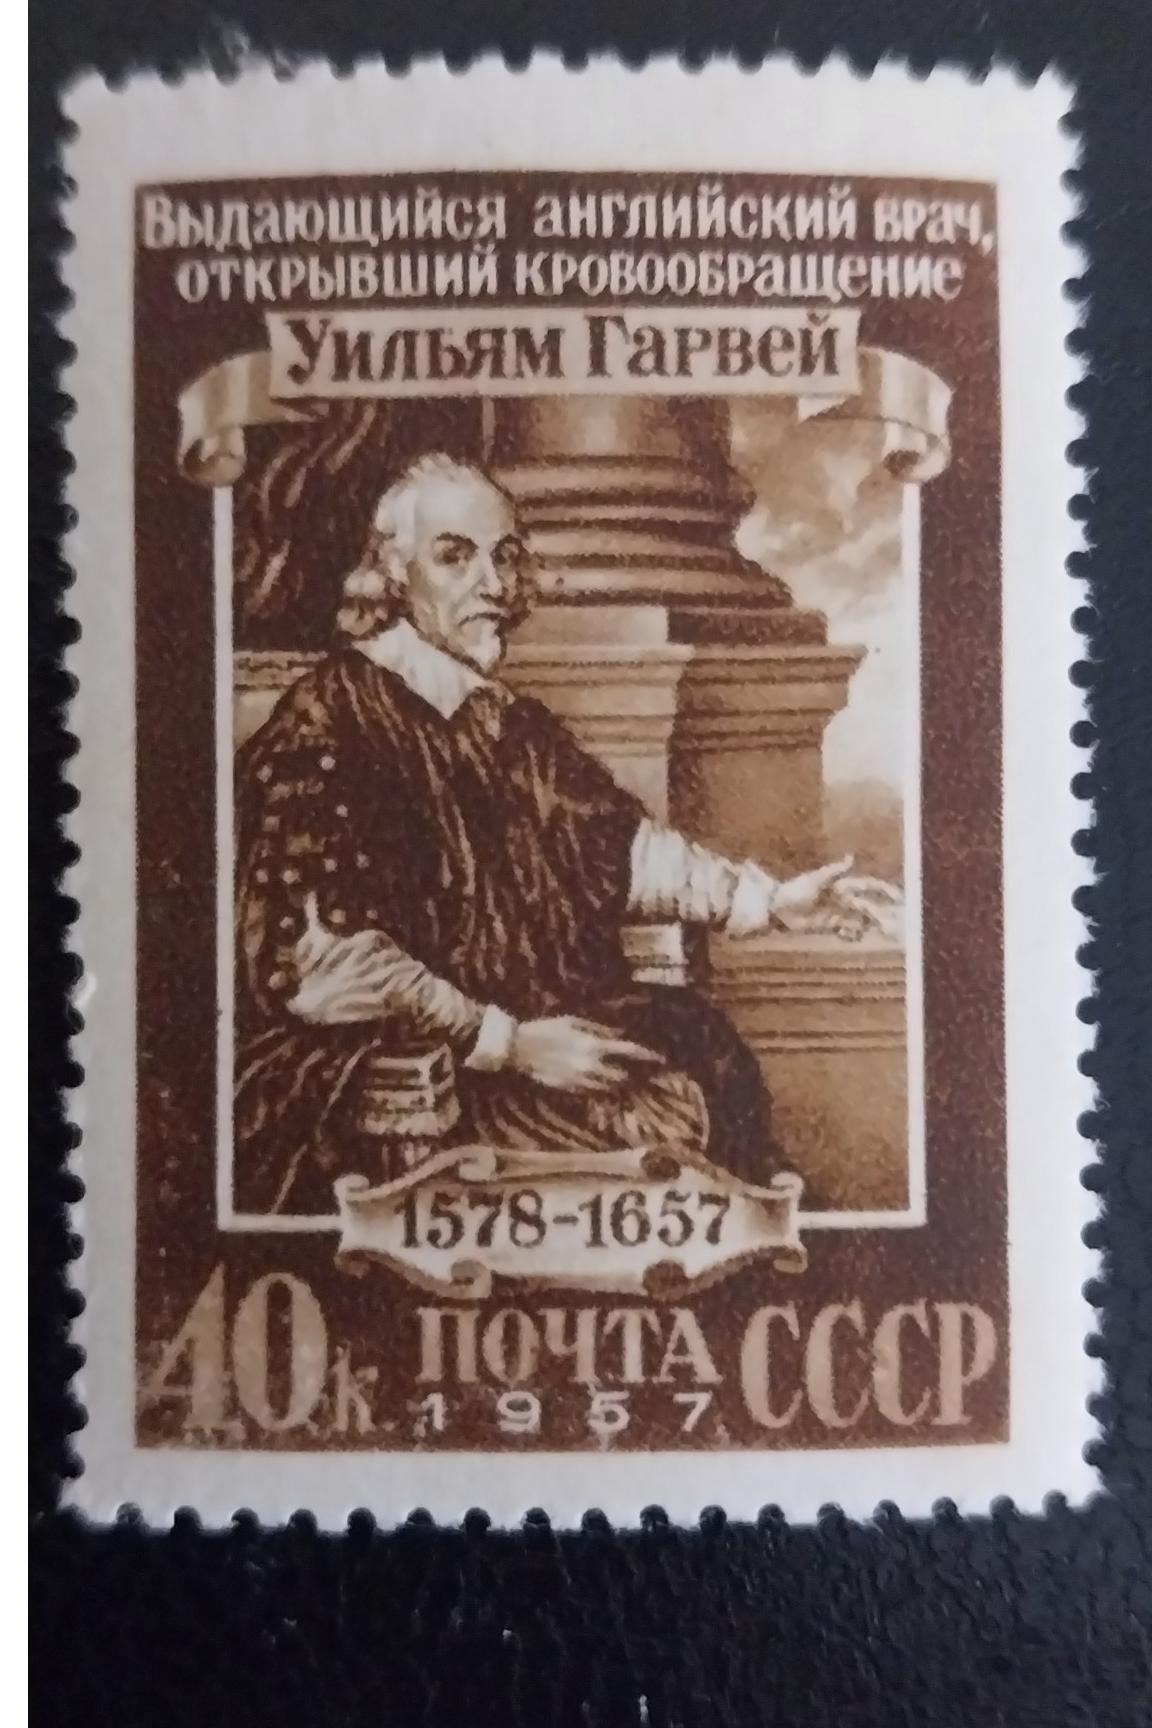 Выдающийся английский врач,
открывший кровообращение
Уильям Гарвей
1578-1657
40к. ПОЧТА СССР
1957